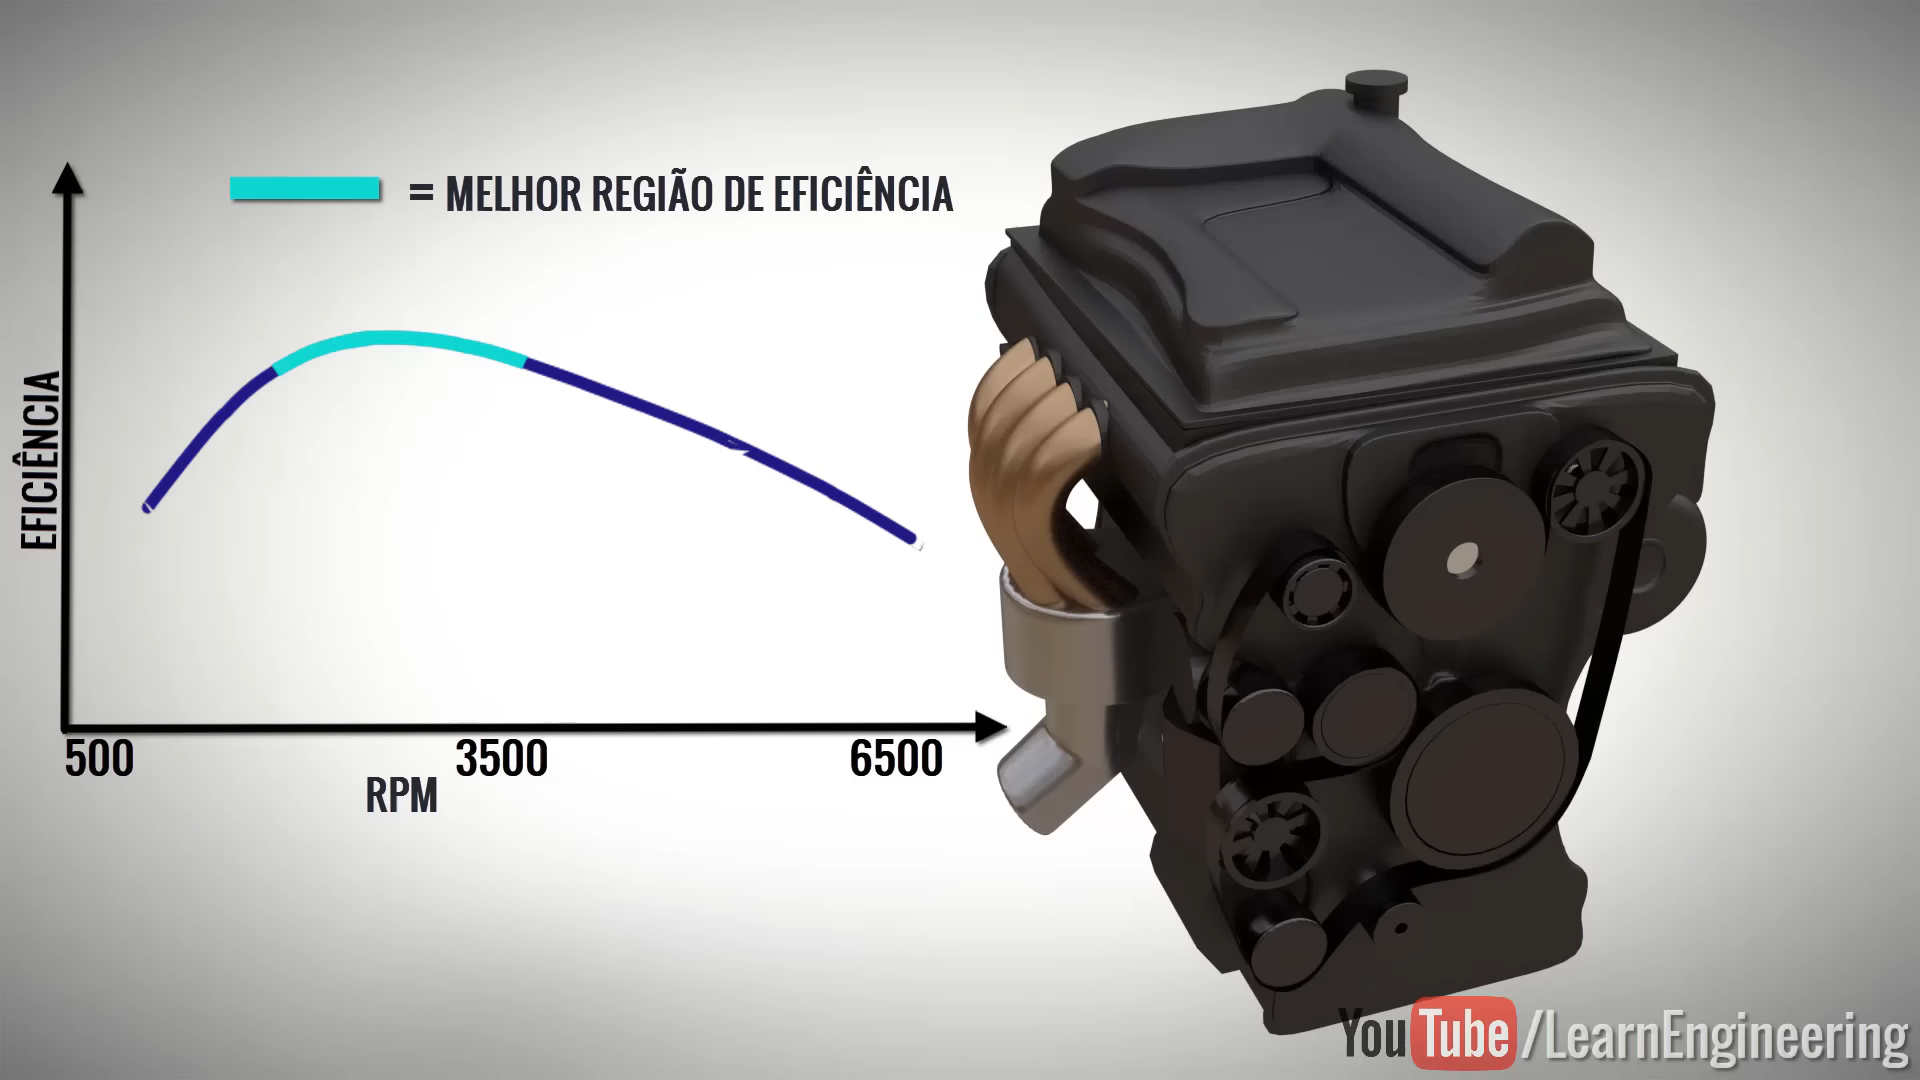 = MELHOR REGIÃO DE EFICIÊNCIA
EFICIÊNCIA
500
3500
6500
RPM
YouTube/LearnEngineering